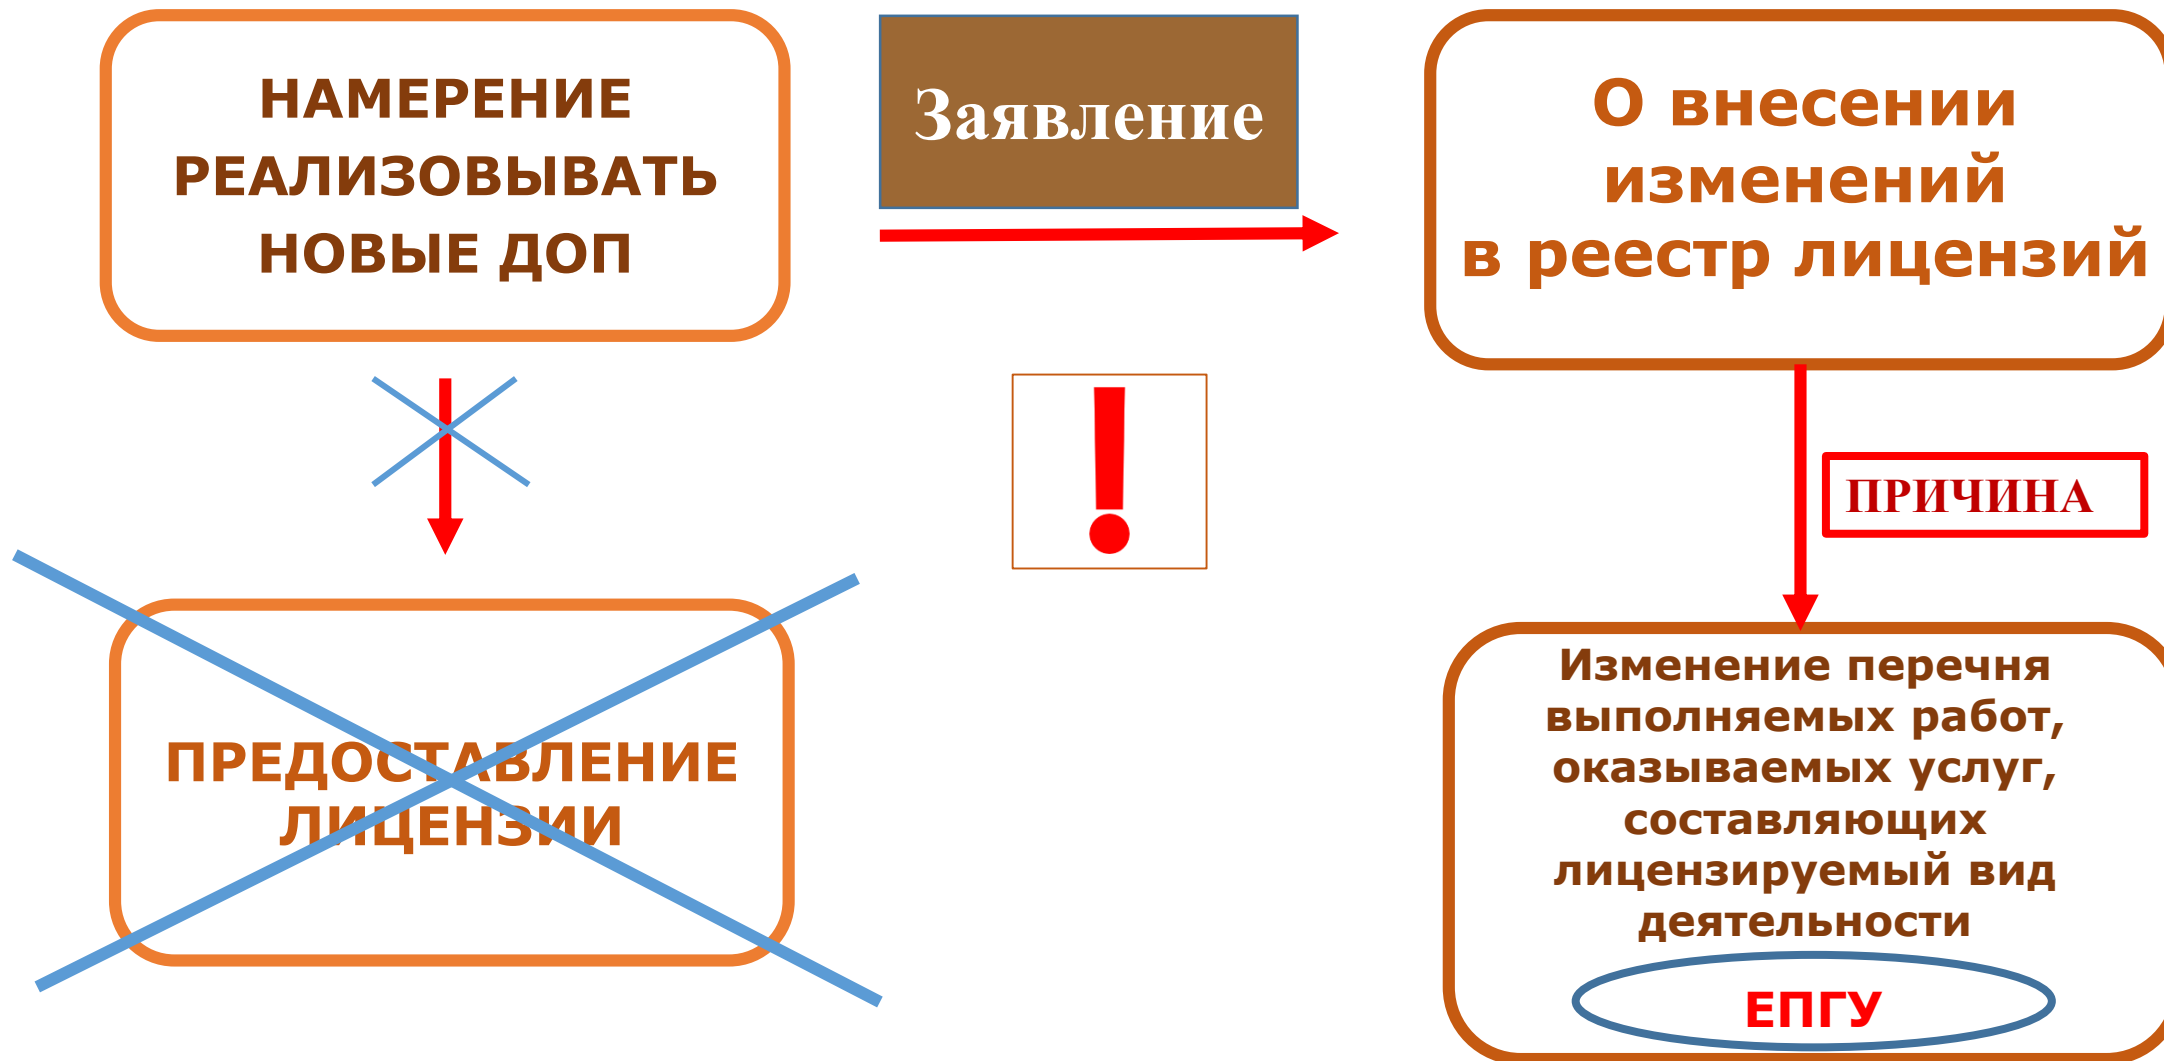 НАМЕРЕНИЕ
РЕАЛИЗОВЫВАТЬ
НОВЫЕ ДОП
Заявление
О внесении
изменений
в реестр лицензий
!
ПРИЧИНА
ПРЕДОСТАВЛЕНИЕ
ЛИЦЕНЗИИ
Изменение перечня
выполняемых работ,
оказываемых услуг,
составляющих
лицензируемый вид
деятельности
ЕПГУ